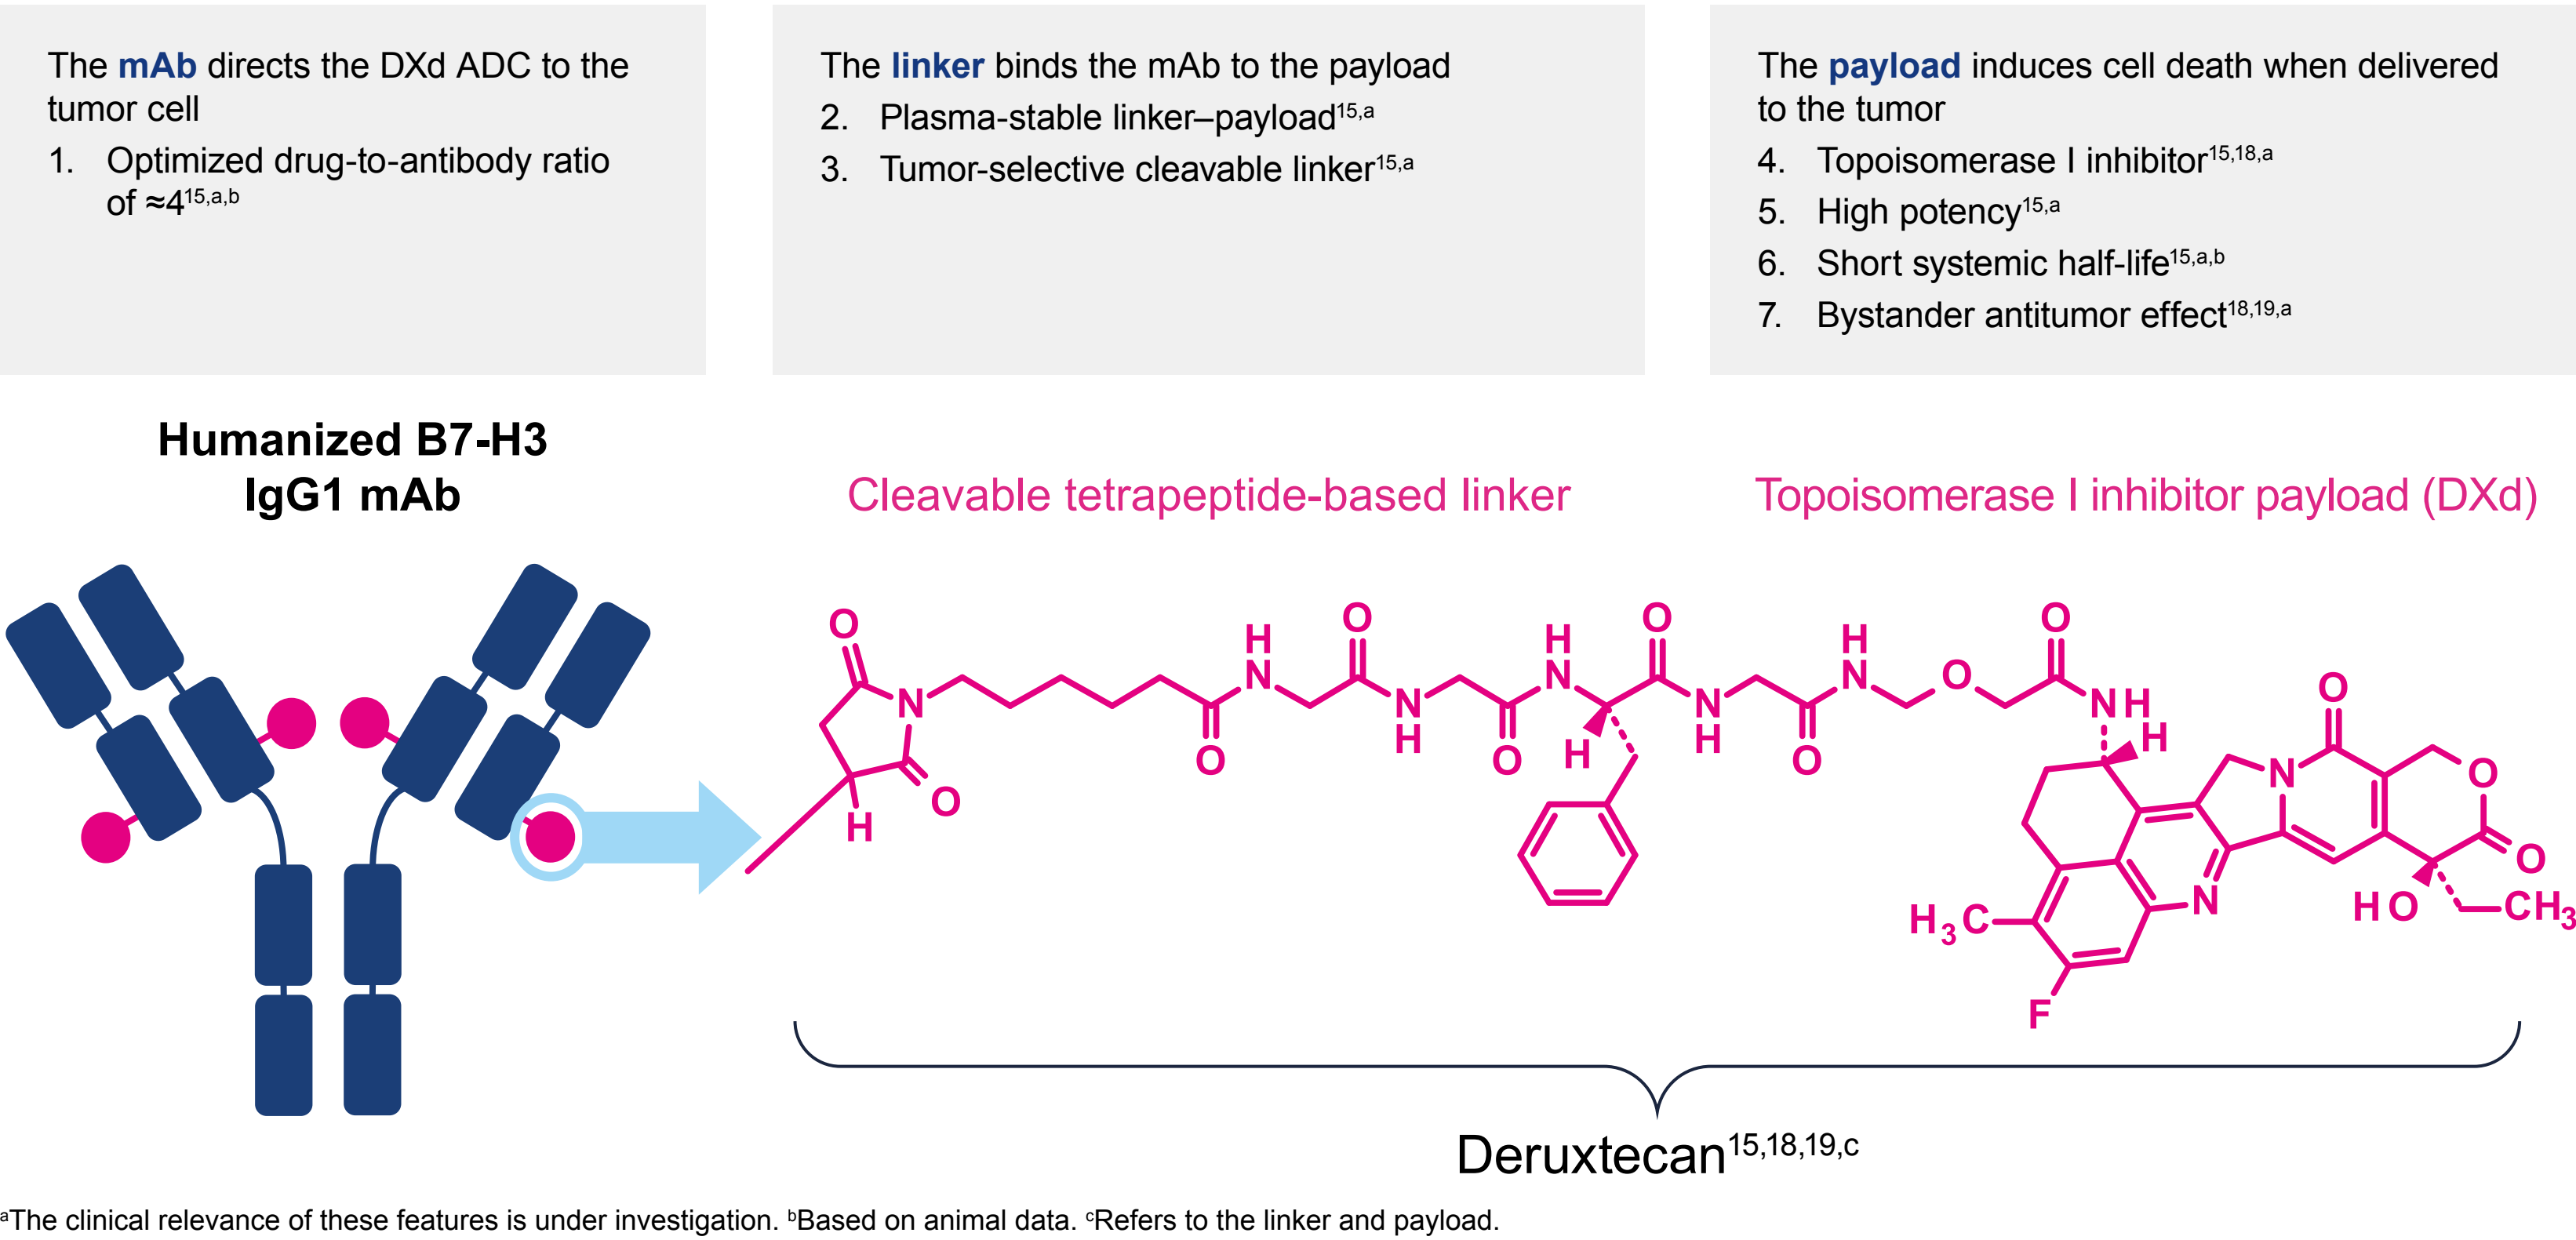 The mAb directs the DXd ADC to the
tumor cell
1. Optimized drug-to-antibody ratio
of ≈415,a,b
The linker binds the mAb to the payload
2. Plasma-stable linker–payload15,a
3. Tumor-selective cleavable linker15,a
The payload induces cell death when delivered
to the tumor
4. Topoisomerase I inhibitor15,18,a
5. High potency15,a
6. Short systemic half-life15,a,b
7. Bystander antitumor effect18,19,a
Humanized B7-H3
IgG1 mAb
Cleavable tetrapeptide-based linker
Topoisomerase I inhibitor payload (DXd)
O
N
O
H
O
H
N
O
N
H
O
H
N
H
O
N
H
O
H
N
O
O
NH
H
O
N
O
O
N
HO
CH3
H3C
F
Deruxtecan15,18,19,c
aThe clinical relevance of these features is under investigation. bBased on animal data. cRefers to the linker and payload.